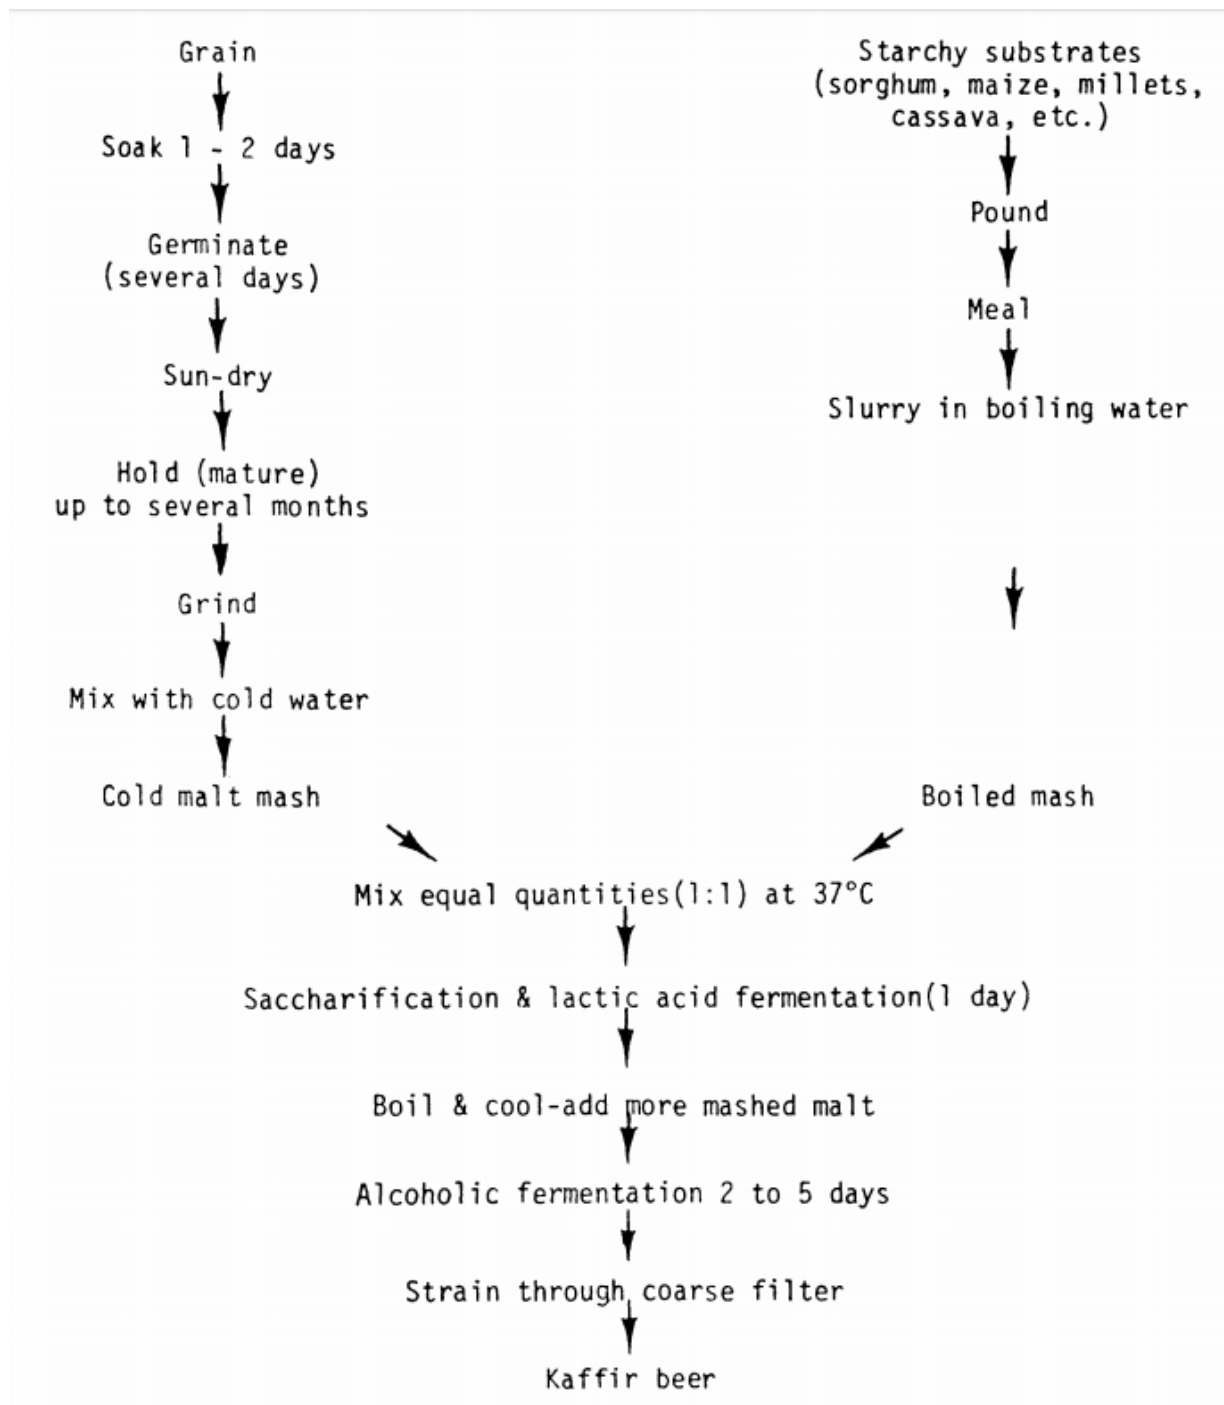 Grain
Soak 1 - 2 days
Germinate
(several days)
Sun-dry
Hold (mature)
up to several months
Grind
Mix with cold water
Cold malt mash
Starchy substrates
(sorghum, maize, millets,
cassava, etc.)
Pound
Meal
Slurry in boiling water
Boiled mash
Mix equal quantities(1:1) at 37°C
Saccharification & lactic acid fermentation(1 day)
Boil & cool-add more mashed malt
Alcoholic fermentation 2 to 5 days
Strain through coarse filter
Kaffir beer